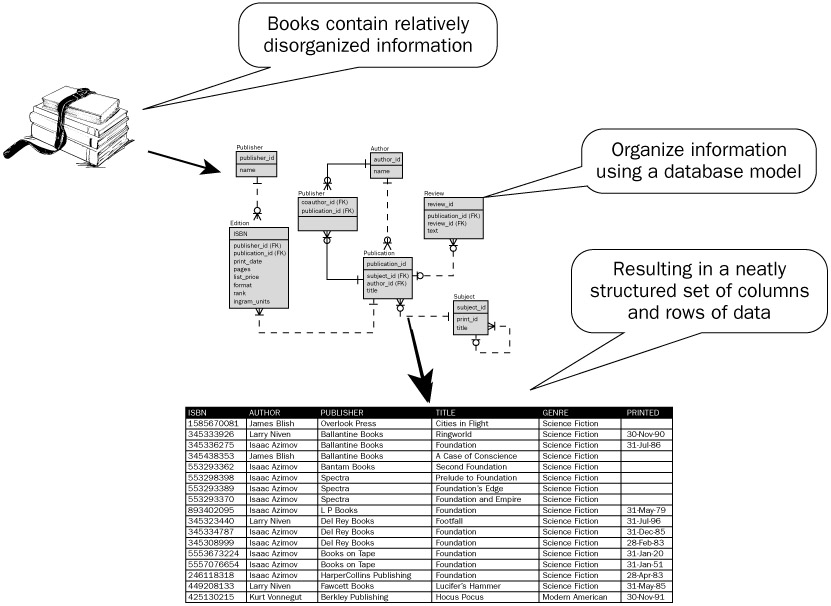 Books contain relatively
disorganized information
Organize information
using a database model
Resulting in a neatly
structured set of columns
and rows of data
Publisher
publisher_id
name
Author
author_id
name
Publisher
coauthor_id (FK)
publication_id (FK)
Review
review_id
publication_id (FK)
review_id (FK)
text
Edition
ISBN
publisher_id (FK)
publication_id (FK)
print_date
pages
list_price
format
rank
ingram_units
Publication
publication_id
subject_id (FK)
author_id (FK)
title
Subject
subject_id
print_id
title
ISBN AUTHOR PUBLISHER TITLE GENRE PRINTED
1585670081 James Blish Overlook Press Cities in Flight Science Fiction
345333926 Larry Niven Ballantine Books Ringworld Science Fiction 30-Nov-90
345336275 Isaac Azimov Ballantine Books Foundation Science Fiction 31-Jul-86
345438353 James Blish Ballantine Books A Case of Conscience Science Fiction
553293362 Isaac Azimov Bantam Books Second Foundation Science Fiction
553298398 Isaac Azimov Spectra Prelude to Foundation Science Fiction
553293389 Isaac Azimov Spectra Foundation's Edge Science Fiction
553293370 Isaac Azimov Spectra Foundation and Empire Science Fiction
893402095 Isaac Azimov L P Books Foundation Science Fiction 31-May-79
345323440 Larry Niven Del Rey Books Footfall Science Fiction 31-Jul-96
345334787 Isaac Azimov Del Rey Books Foundation Science Fiction 31-Dec-85
345308999 Isaac Azimov Del Rey Books Foundation Science Fiction 28-Feb-83
5553673224 Isaac Azimov Books on Tape Foundation Science Fiction 31-Jan-20
5557076654 Isaac Azimov Books on Tape Foundation Science Fiction 31-Jan-51
246118318 Isaac Azimov HarperCollins Publishing Foundation Science Fiction 28-Apr-83
449208133 Larry Niven Fawcett Books Lucifer's Hammer Science Fiction 31-May-85
425130215 Kurt Vonnegut Berkley Publishing Hocus Pocus Modern American 30-Nov-91